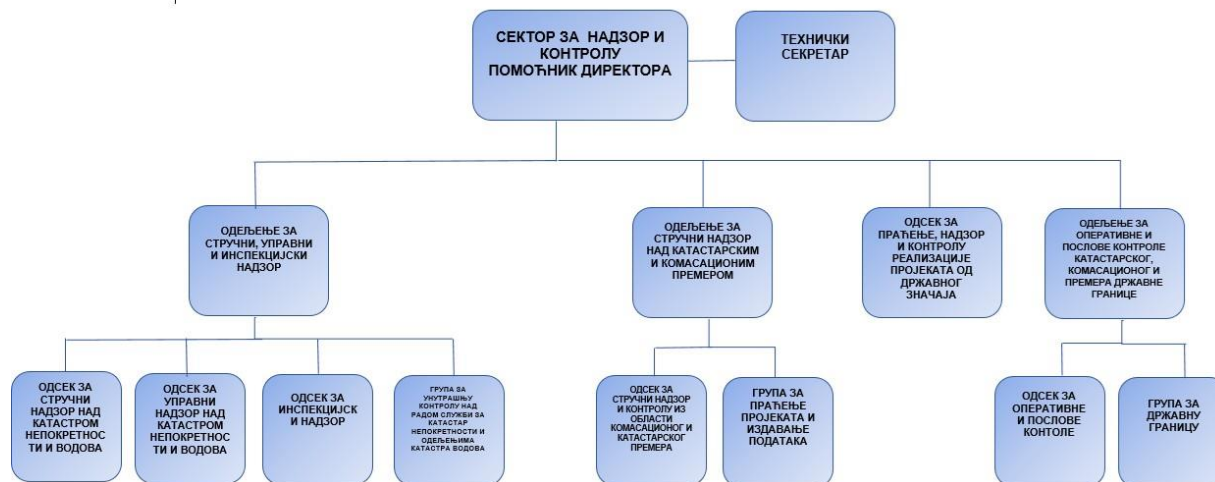 СЕКТОР ЗА НАДЗОР И
КОНТРОЛУ
ПОМОЋНИК ДИРЕКТОРА
ТЕХНИЧКИ
СЕКРЕТАР
ОДЕЉЕЊЕ ЗА
СТРУЧНИ, УПРАВНИ
И ИНСПЕКЦИЈСКИ
НАДЗОР
ОДЕЉЕЊЕ ЗА
СТРУЧНИ НАДЗОР
НАД КАТАСТАРСКИМ
И КОМАСАЦИОНИМ
ПРЕМЕРОМ
ОДСЕК ЗА
ПРАЋЕЊЕ, НАДЗОР
И КОНТРОЛУ
РЕАЛИЗАЦИЈЕ
ПРОЈЕКАТА ОД
ДРЖАВНОГ
ЗНАЧАЈА
ОДЕЉЕЊЕ ЗА
ОПЕРАТИВНЕ И
ПОСЛОВЕ КОНТРОЛЕ
КАТАСТАРСКОГ,
КОМАСАЦИОНОГ И
ПРЕМЕРА ДРЖАВНЕ
ГРАНИЦЕ
ОДСЕК ЗА
СТРУЧНИ
НАДЗОР НАД
КАТАСТРОМ
НЕПОКРЕТНОС
ТИ И ВОДОВА
ОДСЕК ЗА
УПРАВНИ
НАДЗОР НАД
КАТАСТРОМ
НЕПОКРЕТНОС
ТИ И ВОДОВА
ОДСЕК ЗА
ИНСПЕКЦИЈСК
И НАДЗОР
ГРУПА ЗА
УНУТРАШЊУ
КОНТРОЛУ НАД
РАДОМ СЛУЖБИ ЗА
КАТАСТАР
НЕПОКРЕТНОСТИ И
ОДЕЉЕЊИМА
КАТАСТРА ВОДОВА
ОДСЕК ЗА
СТРУЧНИ НАДЗОР
И КОНТРОЛУ ИЗ
ОБЛАСТИ
КОМАСАЦИОНОГ И
КАТАСТАРСКОГ
ПРЕМЕРА
ГРУПА ЗА
ПРАЋЕЊЕ
ПРОЈЕКАТА И
ИЗДАВАЊЕ
ПОДАТАКА
ОДСЕК ЗА
ОПЕРАТИВНЕ
И ПОСЛОВЕ
КОНТОЛЕ
ГРУПА ЗА
ДРЖАВНУ
ГРАНИЦУ